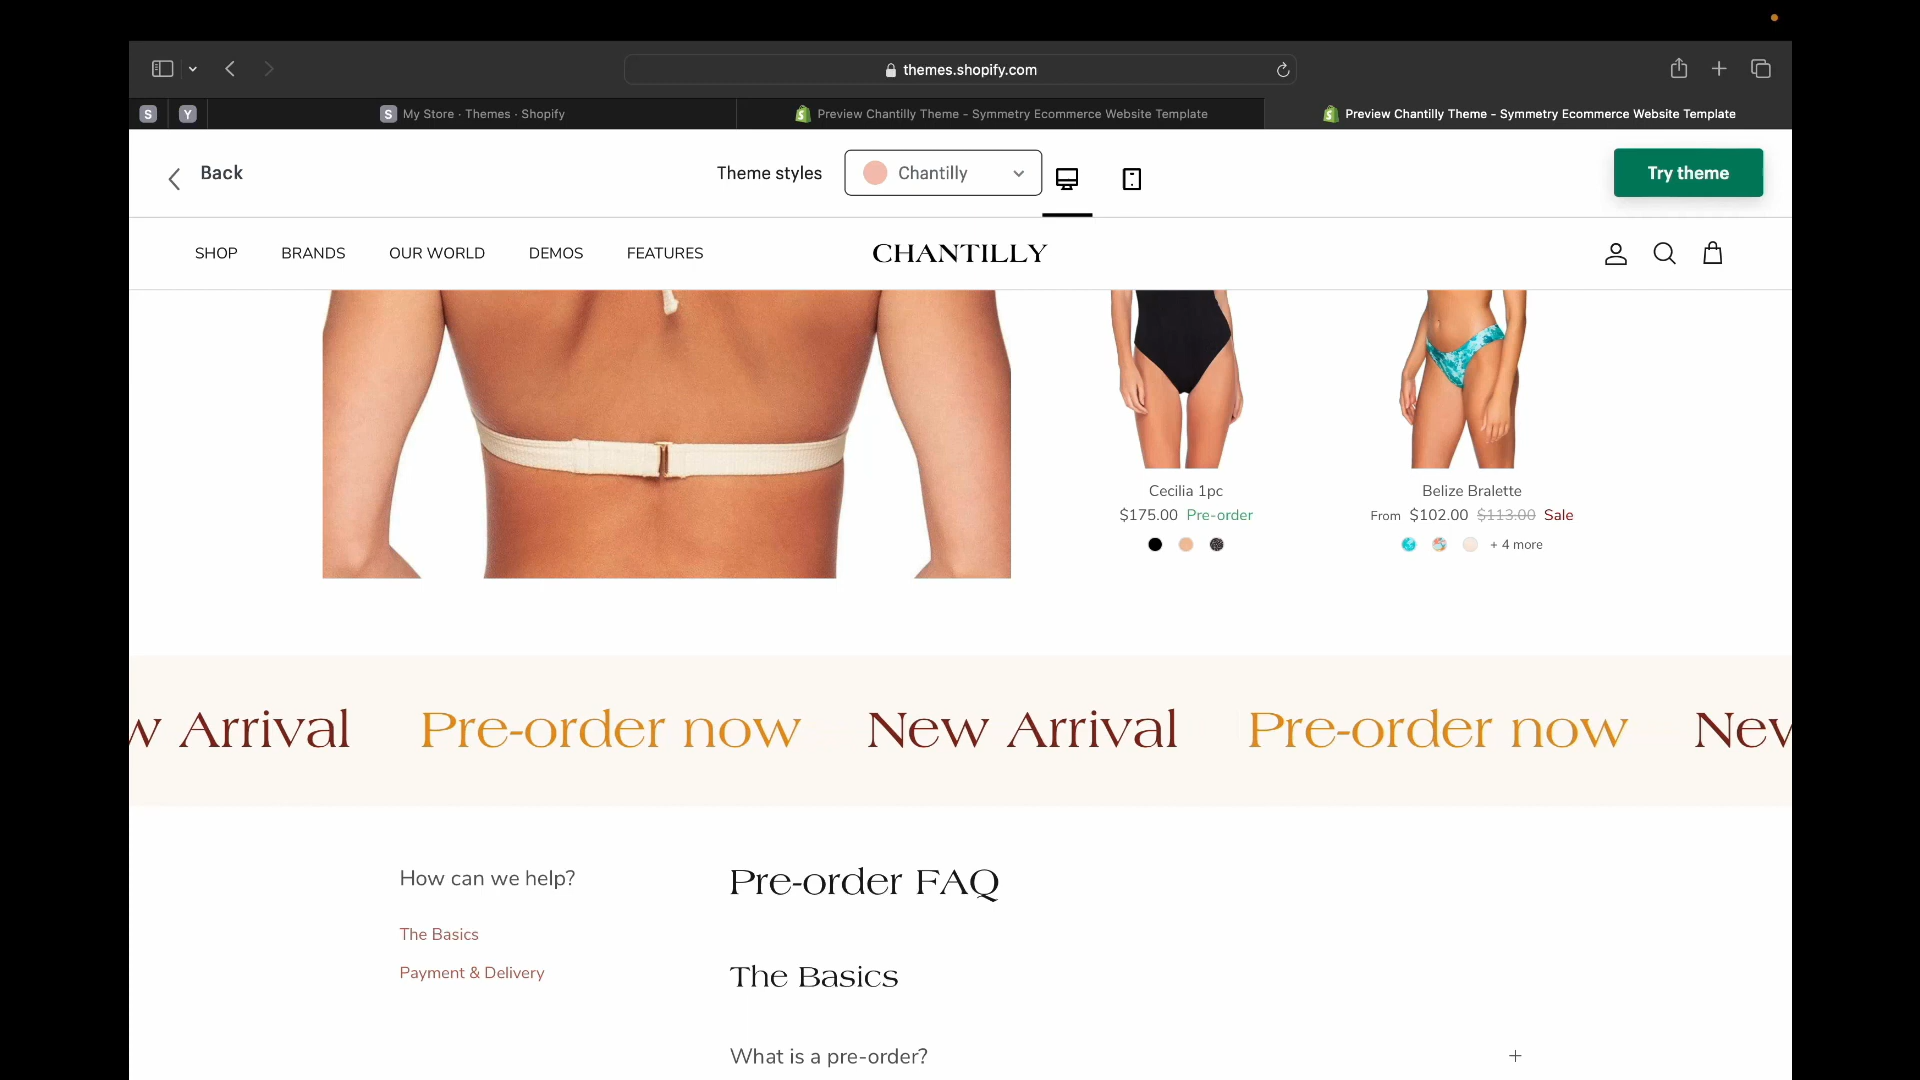 themes.shopify.com
S
Y
S My Store - Themes - Shopify
Preview Chantilly Theme - Symmetry Ecommerce Website Template
Preview Chantilly Theme - Symmetry Ecommerce Website Template
Back
Theme styles
Chantilly
Try theme
SHOP
BRANDS
OUR WORLD
DEMOS
FEATURES
CHANTILLY
Cecilia 1pc
$175.00 Pre-order
Belize Bralette
From $102.00 $113.00 Sale
+ 4 more
w Arrival Pre-order now New Arrival Pre-order now New
How can we help?
The Basics
Payment & Delivery
Pre-order FAQ
The Basics
What is a pre-order? +